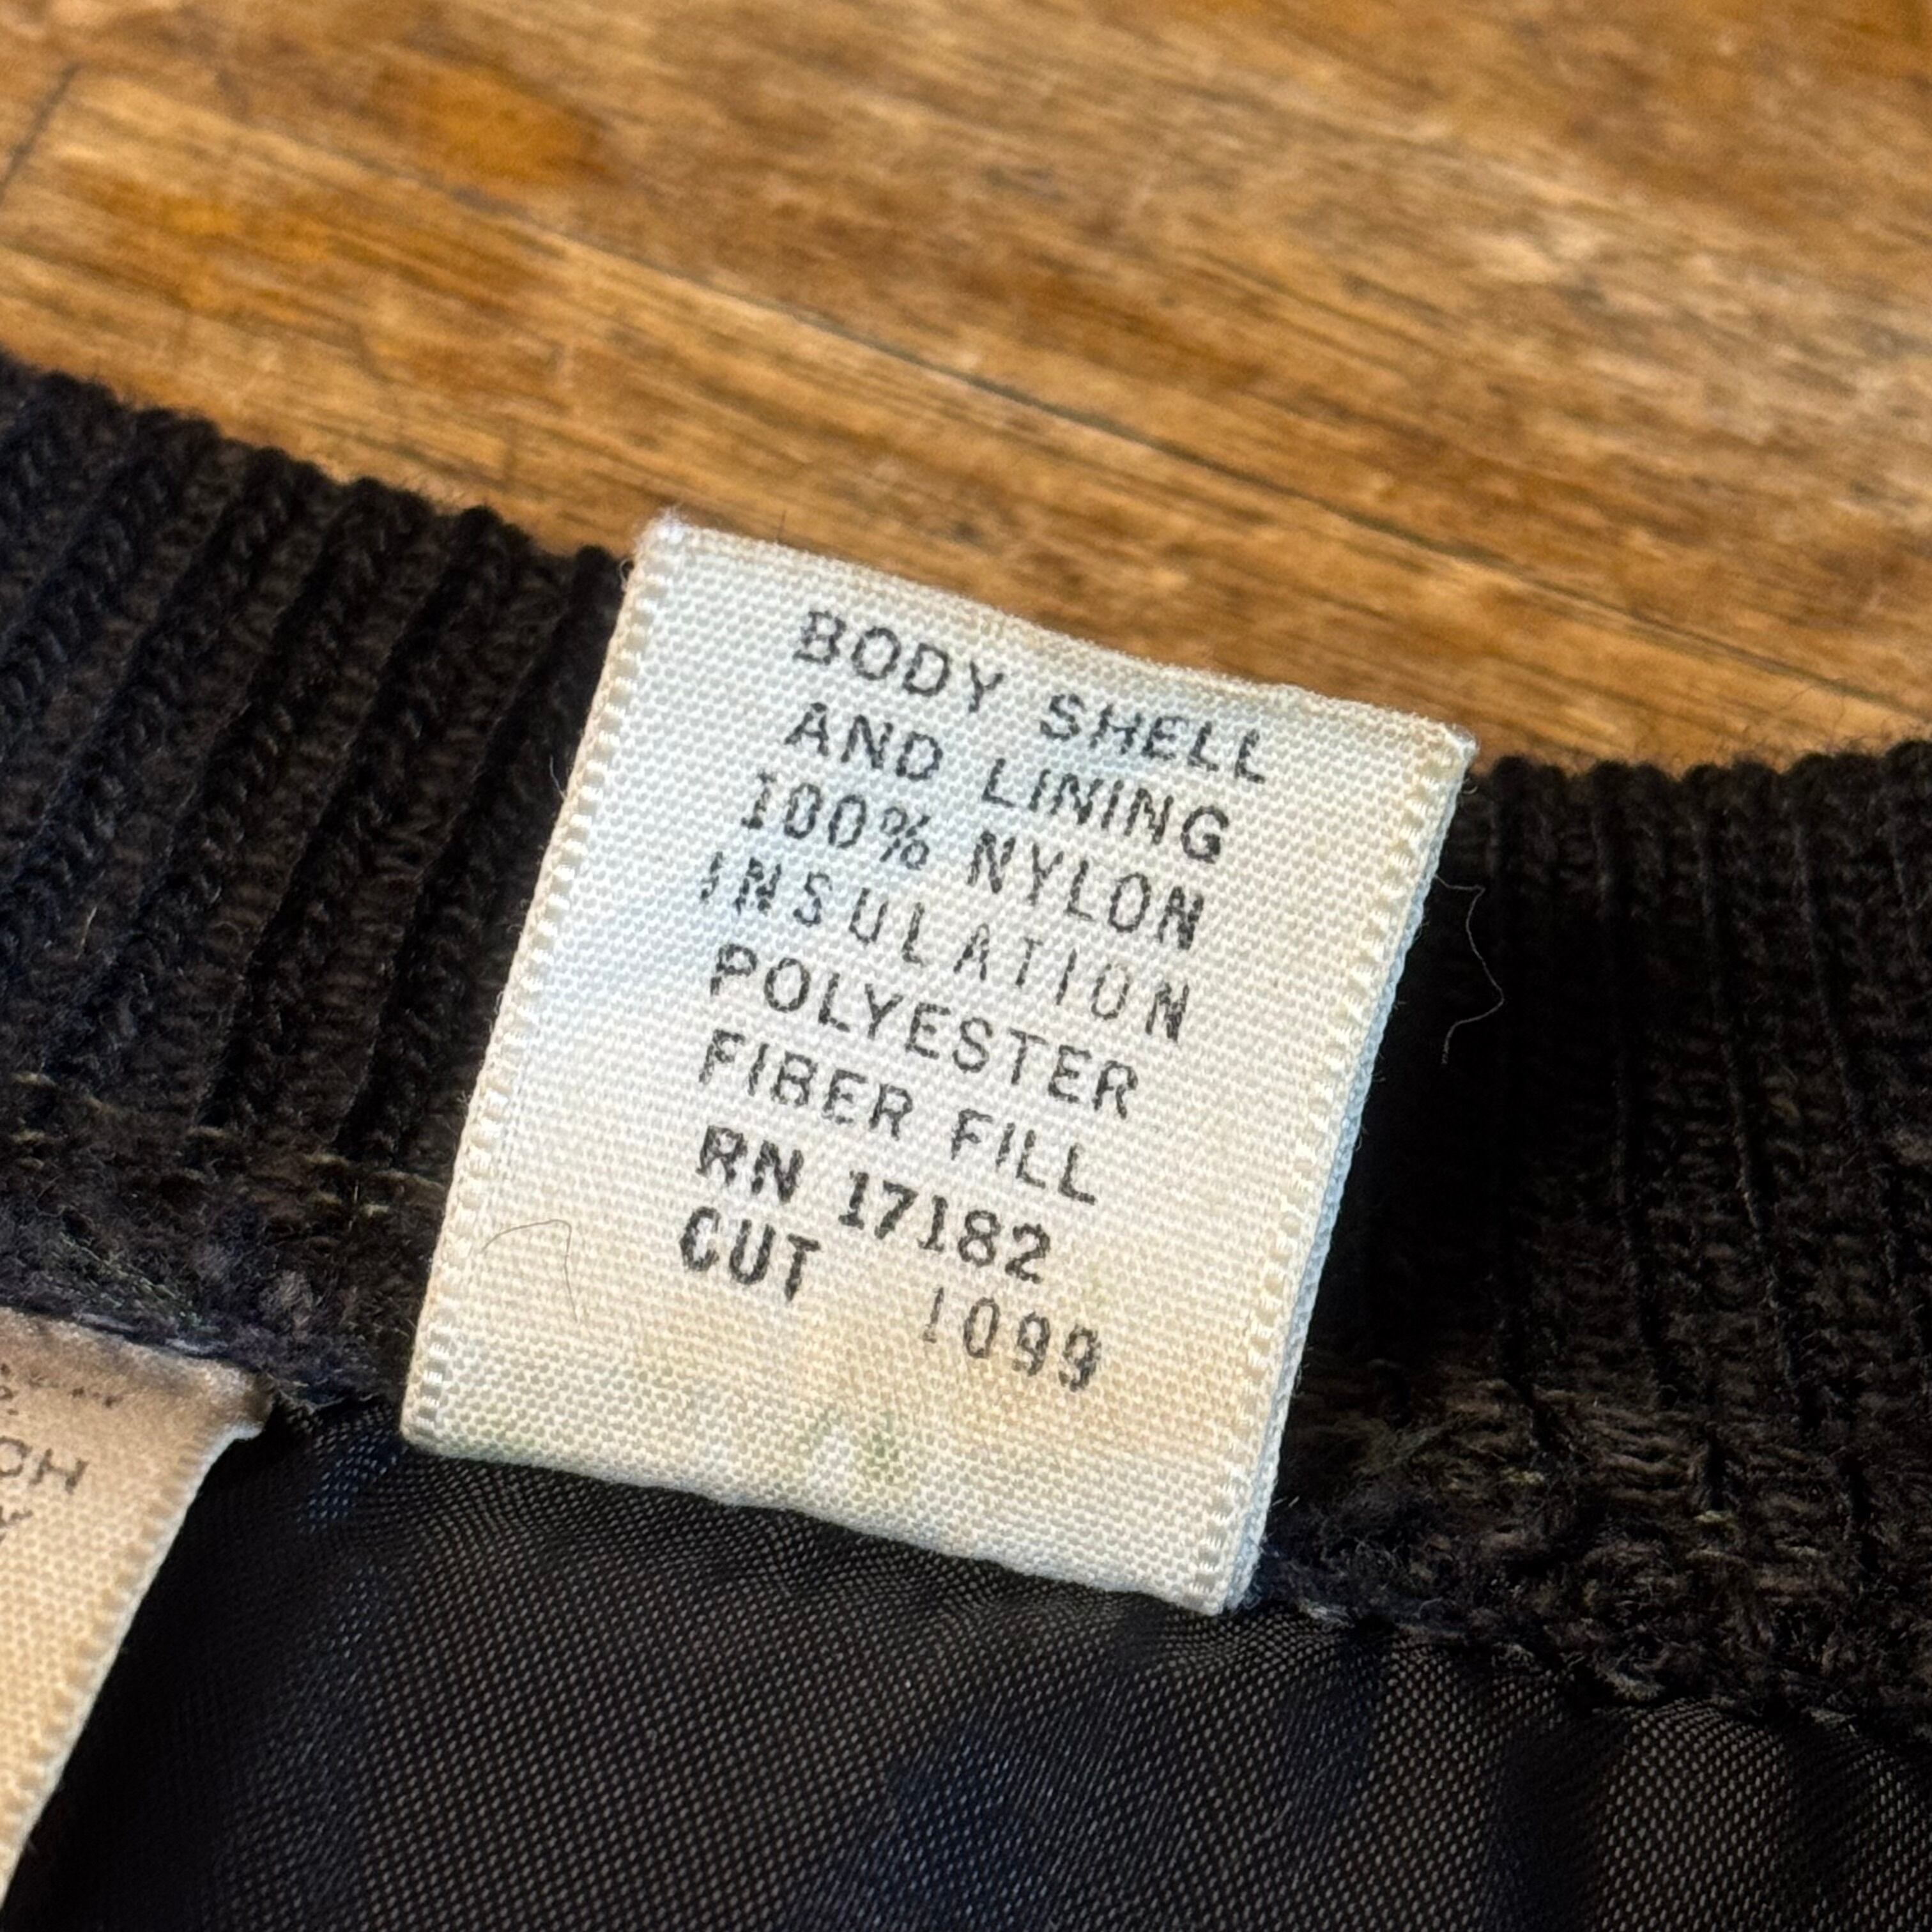 BODY SHELL
AND LINING
100% NYLON
INSULATION
POLYESTER
FIBER FILL
RN 17182
CUT 1099